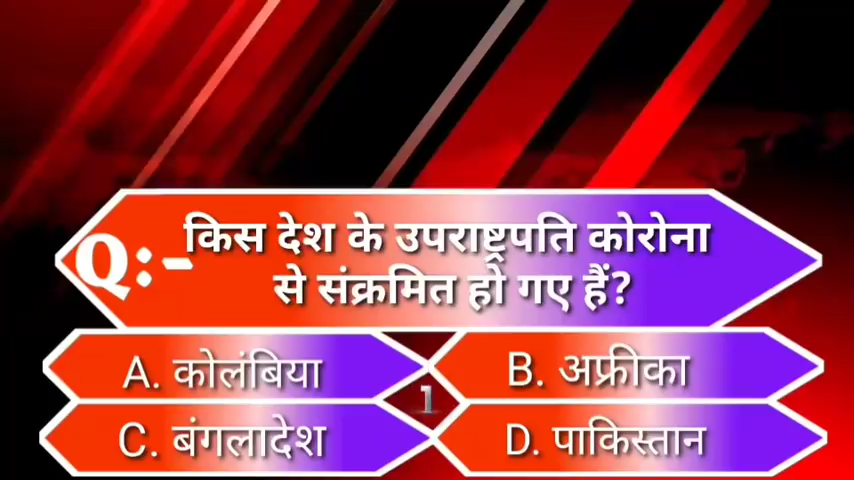 Q:- किस देश के उपराष्ट्रपति कोरोना
से संक्रमित हो गए हैं?
A. कोलंबिया
B. अफ्रीका
1
C. बंगलादेश
D. पाकिस्तान